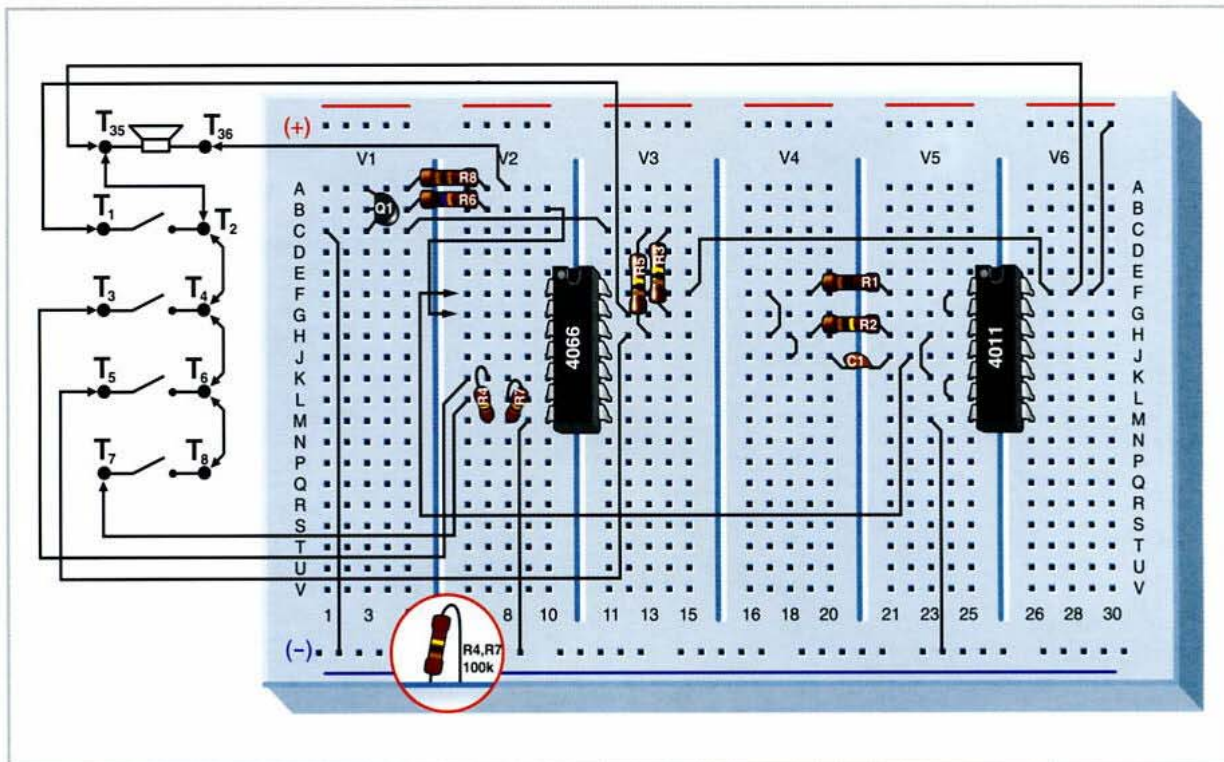 T35 T36
(+)
V1 V2 V3 V4 V5 V6
A A
R8
B B
Q1 R6
T1 T2
C C
D D
R5 R3
E E
R1
F F
T3 T4
G G
R2
H H
4066 4011
J J
C1
K K
T5 T6
L L
R4 R7
M M
N N
T7 T8
P P
Q Q
R R
S S
T T
U U
V V
1 3 8 10 11 13 15 16 18 20 21 23 25 26 28 30
(-)
R4,R7
100k